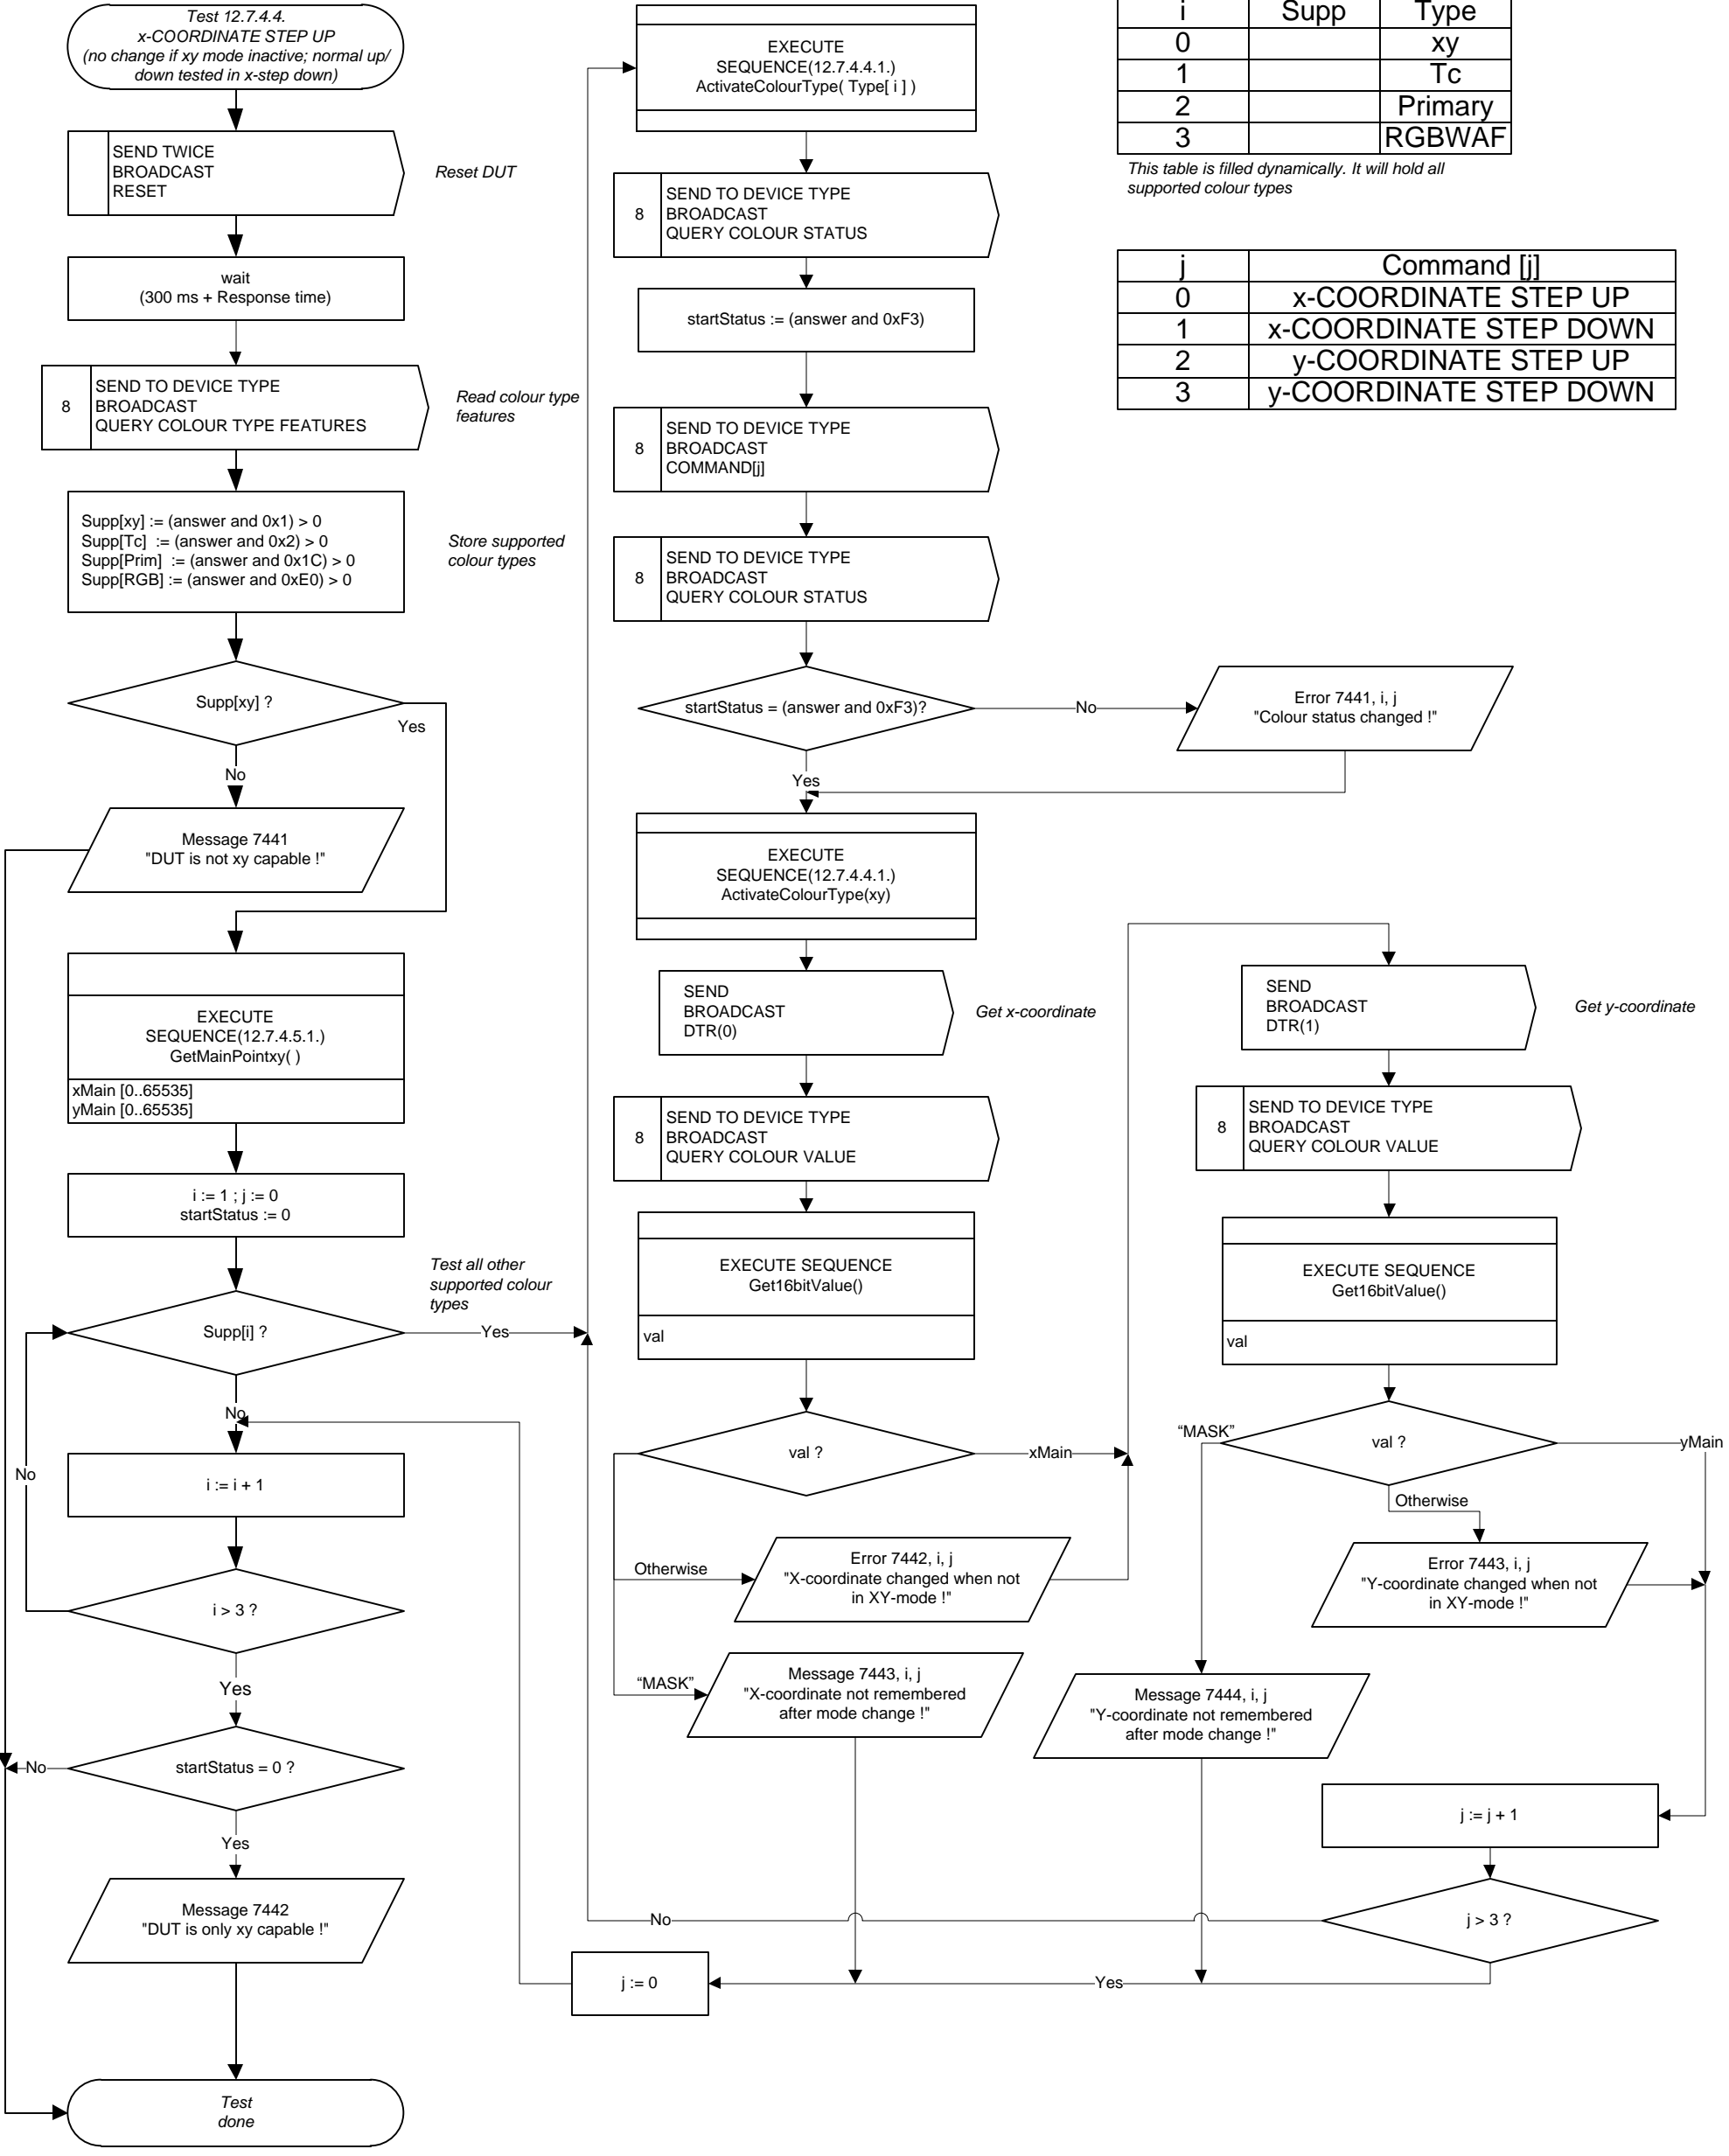 Test 12.7.4.4.
x-COORDINATE STEP UP
(no change if xy mode inactive; normal up/
down tested in x-step down)
SEND TWICE
BROADCAST
RESET
Reset DUT
wait
(300 ms + Response time)
8
SEND TO DEVICE TYPE
BROADCAST
QUERY COLOUR TYPE FEATURES
Read colour type
features
Supp[xy] := (answer and 0x1) > 0
Supp[Tc] := (answer and 0x2) > 0
Supp[Prim] := (answer and 0x1C) > 0
Supp[RGB] := (answer and 0xE0) > 0
Store supported
colour types
Supp[xy] ?
Yes
No
Message 7441
"DUT is not xy capable !"
EXECUTE
SEQUENCE(12.7.4.5.1.)
GetMainPointxy( )
xMain [0..65535]
yMain [0..65535]
i := 1 ; j := 0
startStatus := 0
Test all other
supported colour
types
Supp[i] ?
Yes
No
i := i + 1
No
i > 3 ?
Yes
startStatus = 0 ?
No
Yes
Message 7442
"DUT is only xy capable !"
Test
done
EXECUTE
SEQUENCE(12.7.4.4.1.)
ActivateColourType( Type[ i ] )
8
SEND TO DEVICE TYPE
BROADCAST
QUERY COLOUR STATUS
startStatus := (answer and 0xF3)
8
SEND TO DEVICE TYPE
BROADCAST
COMMAND[j]
8
SEND TO DEVICE TYPE
BROADCAST
QUERY COLOUR STATUS
startStatus = (answer and 0xF3)?
No
Error 7441, i, j
"Colour status changed !"
Yes
EXECUTE
SEQUENCE(12.7.4.4.1.)
ActivateColourType(xy)
SEND
BROADCAST
DTR(0)
Get x-coordinate
8
SEND TO DEVICE TYPE
BROADCAST
QUERY COLOUR VALUE
EXECUTE SEQUENCE
Get16bitValue()
val
val ?
xMain
Otherwise
Error 7442, i, j
"X-coordinate changed when not
in XY-mode !"
“MASK”
Message 7443, i, j
"X-coordinate not remembered
after mode change !"
j := 0
i Supp Type
0 xy
1 Tc
2 Primary
3 RGBWAF
This table is filled dynamically. It will hold all
supported colour types
j Command [j]
0 x-COORDINATE STEP UP
1 x-COORDINATE STEP DOWN
2 y-COORDINATE STEP UP
3 y-COORDINATE STEP DOWN
SEND
BROADCAST
DTR(1)
Get y-coordinate
8
SEND TO DEVICE TYPE
BROADCAST
QUERY COLOUR VALUE
EXECUTE SEQUENCE
Get16bitValue()
val
“MASK”
val ?
yMain
Otherwise
Error 7443, i, j
"Y-coordinate changed when not
in XY-mode !"
Message 7444, i, j
"Y-coordinate not remembered
after mode change !"
j := j + 1
j > 3 ?
No
Yes